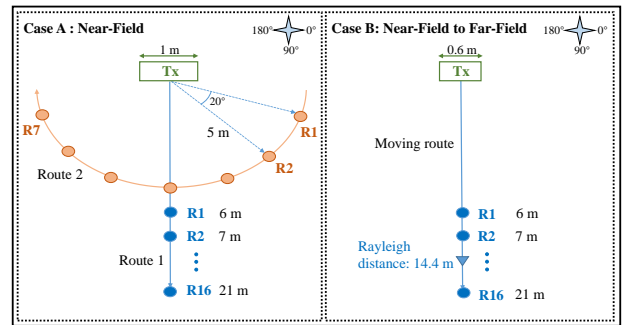 Case A : Near-Field
180° 0°
90°
1 m
Tx
20°
5 m
R7
R1
R2
Route 2
R1 6 m
R2 7 m
Route 1
R16 21 m
Case B: Near-Field to Far-Field
180° 0°
90°
0.6 m
Tx
Moving route
R1 6 m
R2 7 m
Rayleigh
distance: 14.4 m
R16 21 m